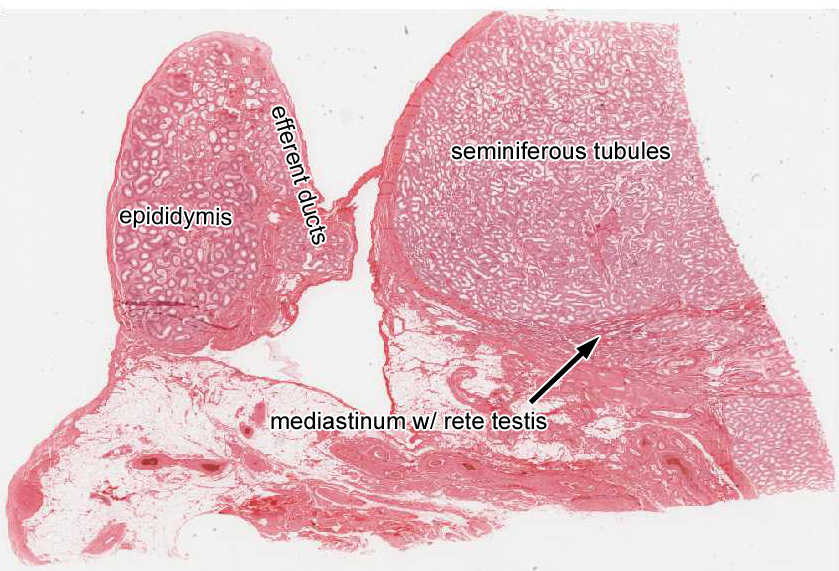 efferent ducts
seminiferous tubules
epididymis
mediastinum w/ rete testis